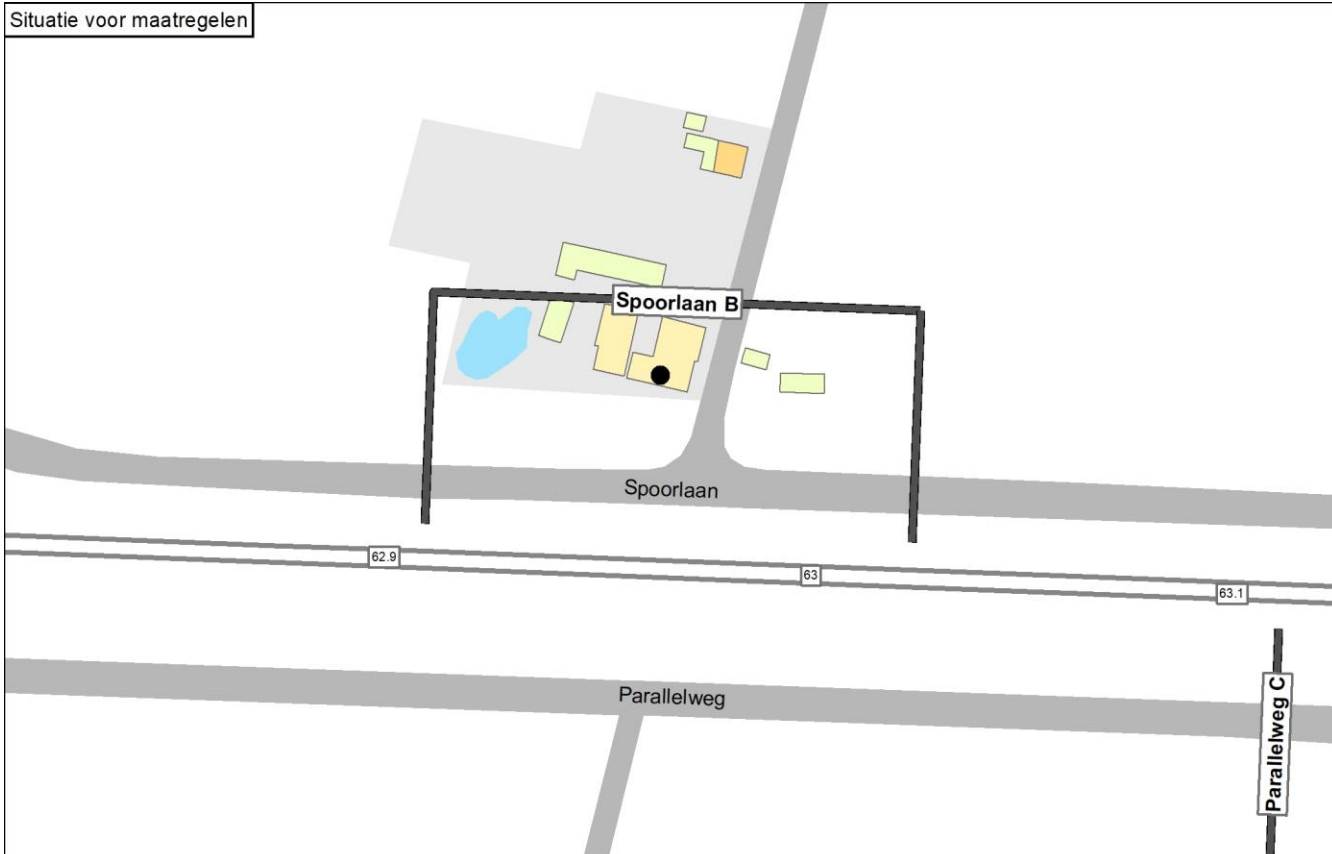 Situatie voor maatregelen
Spoorlaan B
Spoorlaan
62.9
63
63.1
Parallelweg
Parallelweg C